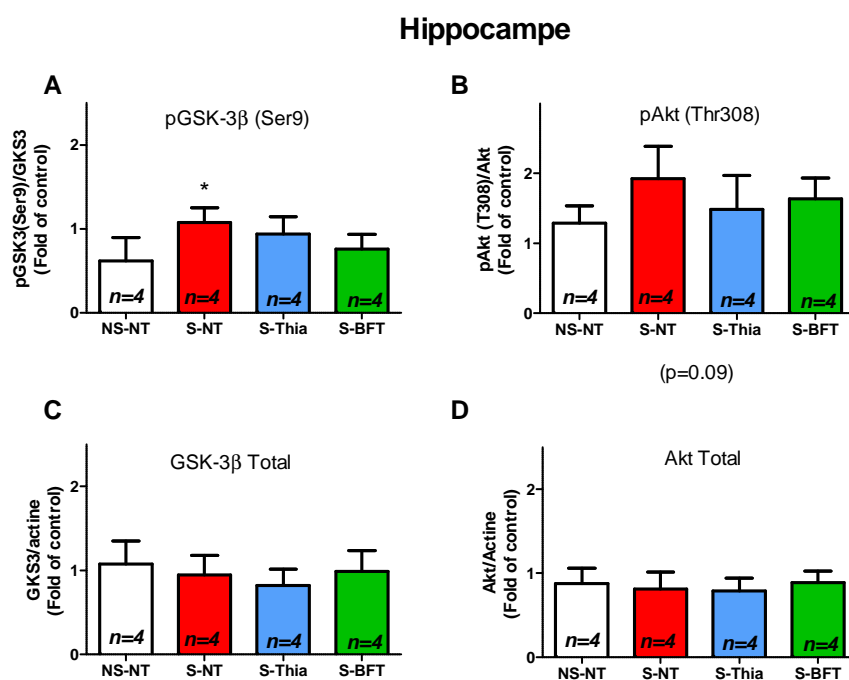 Hippocampe
A
pGSK-3β (Ser9)
pGSK3(Ser9)/GKS3
(Fold of control)
2
1
0
*
n=4
n=4
n=4
n=4
NS-NT
S-NT
S-Thia
S-BFT
B
pAkt (Thr308)
pAkt (T308)/Akt
(Fold of control)
2
1
0
n=4
n=4
n=4
n=4
NS-NT
S-NT
S-Thia
S-BFT
(p=0.09)
C
GSK-3β Total
GKS3/actine
(Fold of control)
2
1
0
n=4
n=4
n=4
n=4
NS-NT
S-NT
S-Thia
S-BFT
D
Akt Total
Akt/Actine
(Fold of control)
2
1
0
n=4
n=4
n=4
n=4
NS-NT
S-NT
S-Thia
S-BFT